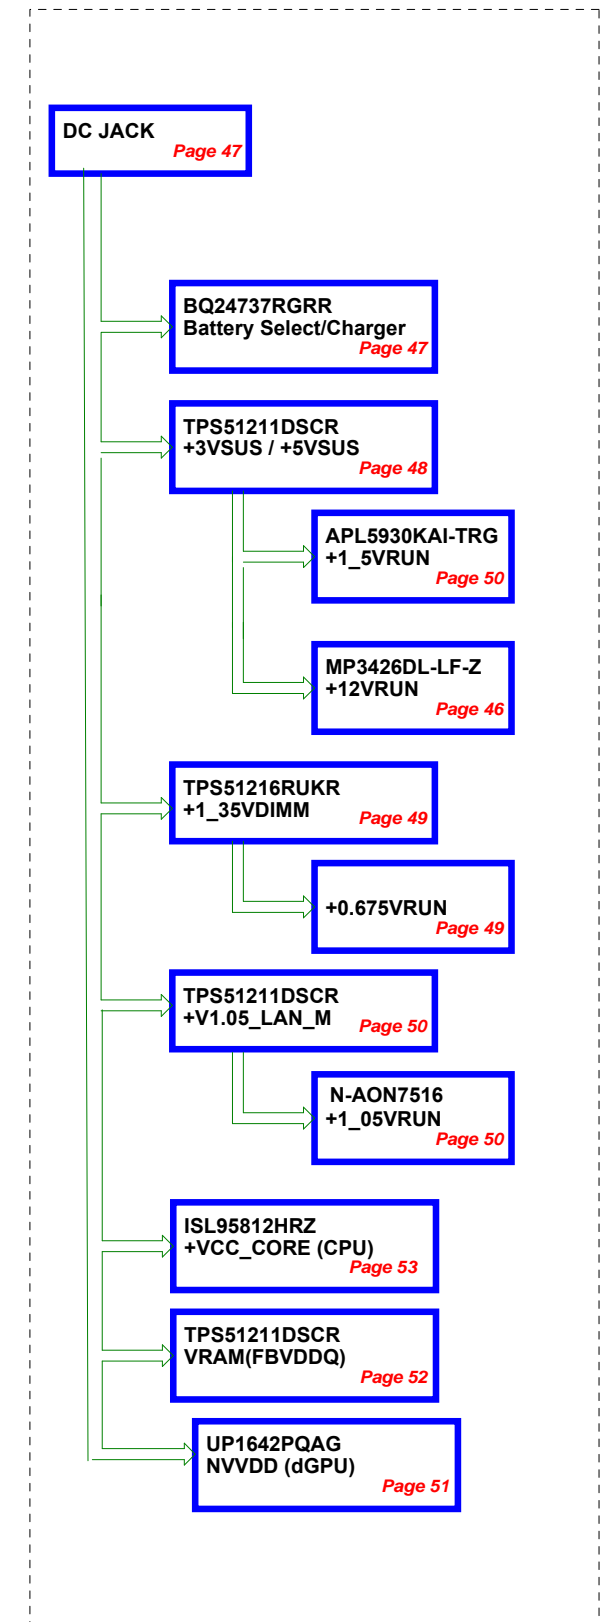 DC JACK
Page 47
BQ24737RGRR
Battery Select/Charger
Page 47
TPS51211DSCR
+3VSUS / +5VSUS
Page 48
APL5930KAI-TRG
+1_5VRUN
Page 50
MP3426DL-LF-Z
+12VRUN
Page 46
TPS51216RUKR
+1_35VDIMM
Page 49
+0.675VRUN
Page 49
TPS51211DSCR
+V1.05_LAN_M
Page 50
N-AON7516
+1_05VRUN
Page 50
ISL95812HRZ
+VCC_CORE (CPU)
Page 53
TPS51211DSCR
VRAM(FBVDDQ)
Page 52
UP1642PQAG
NVVDD (dGPU)
Page 51